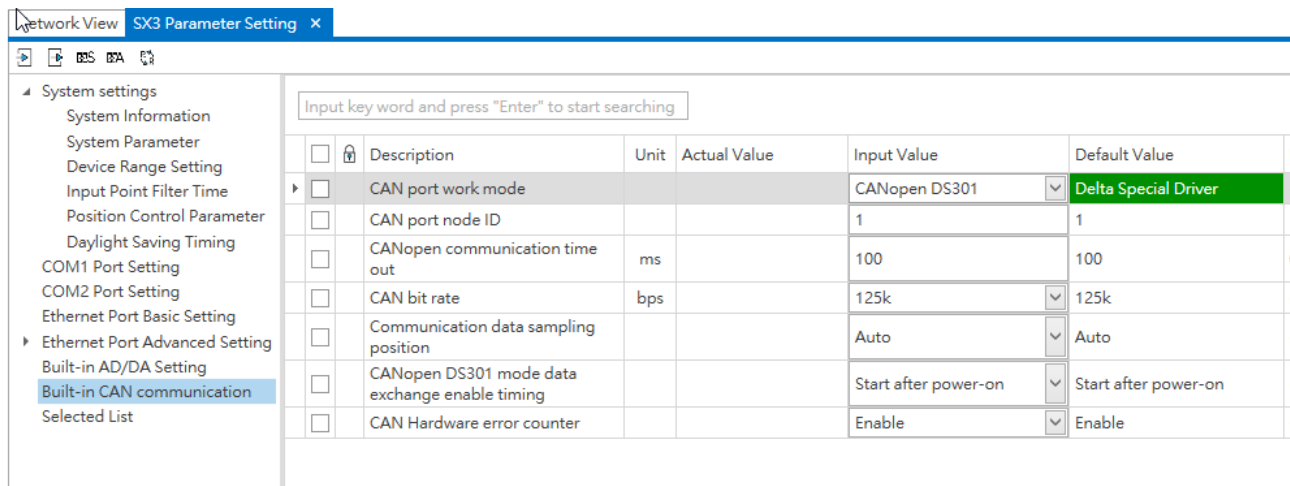 Network View SX3 Parameter Setting ×
System settings
System Information
System Parameter
Device Range Setting
Input Point Filter Time
Position Control Parameter
Daylight Saving Timing
COM1 Port Setting
COM2 Port Setting
Ethernet Port Basic Setting
Ethernet Port Advanced Setting
Built-in AD/DA Setting
Built-in CAN communication
Selected List
Input key word and press "Enter" to start searching
Description Unit Actual Value Input Value Default Value
CAN port work mode CANopen DS301 Delta Special Driver
CAN port node ID 1 1
CANopen communication time
out ms 100 100
CAN bit rate bps 125k 125k
Communication data sampling
position Auto Auto
CANopen DS301 mode data
exchange enable timing Start after power-on Start after power-on
CAN Hardware error counter Enable Enable